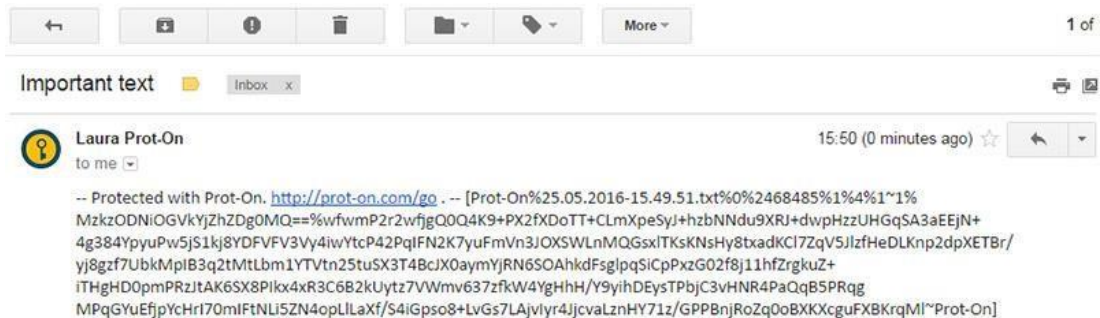 More
1 of
Important text Inbox x
Laura Prot-On 15:50 (0 minutes ago)
to me
-- Protected with Prot-On. http://prot-on.com/go . -- [Prot-On%25.05.2016-15.49.51.txt%0%2468485%1%4%1~1%
MzkzODNiOGVkYjZhZDg0MQ==%wfwmP2r2wfjgQ0Q4K9+PX2fXDoTT+CLmXpeSyJ+hzbNNdu9XRJ+dwpHzzUHGqSA3aEEjN+
4g384YpyuPw5jS1kj8YDFVFV3Vy4iwYtcP42PqIFN2K7yuFmVn3JOXSWLnMQGsxlTKsKNsHy8txadKCl7ZqV5JlzfHeDLKnp2dpXETBr/
yj8gzf7UbkMpIB3q2tMtLbm1YTVtn25tuSX3T4BcJX0aymYjRN6SOAhkdFsglpqSiCpPxzG02f8j11hfZrgkuZ+
iTHgHD0pmPRzJtAK6SX8PIkx4xR3C6B2kUytz7VWmv637zfkW4YgHhH/Y9yihDEysTPbjC3vHNR4PaQqB5PRqg
MPqGYuEfjpYcHrI70mIFtNLi5ZN4opLlLaXf/S4iGpso8+LvGs7LAjvIyr4JjcvaLznHY71z/GPPBnjRoZq0oBXKXcguFXBKrqMl~Prot-On]